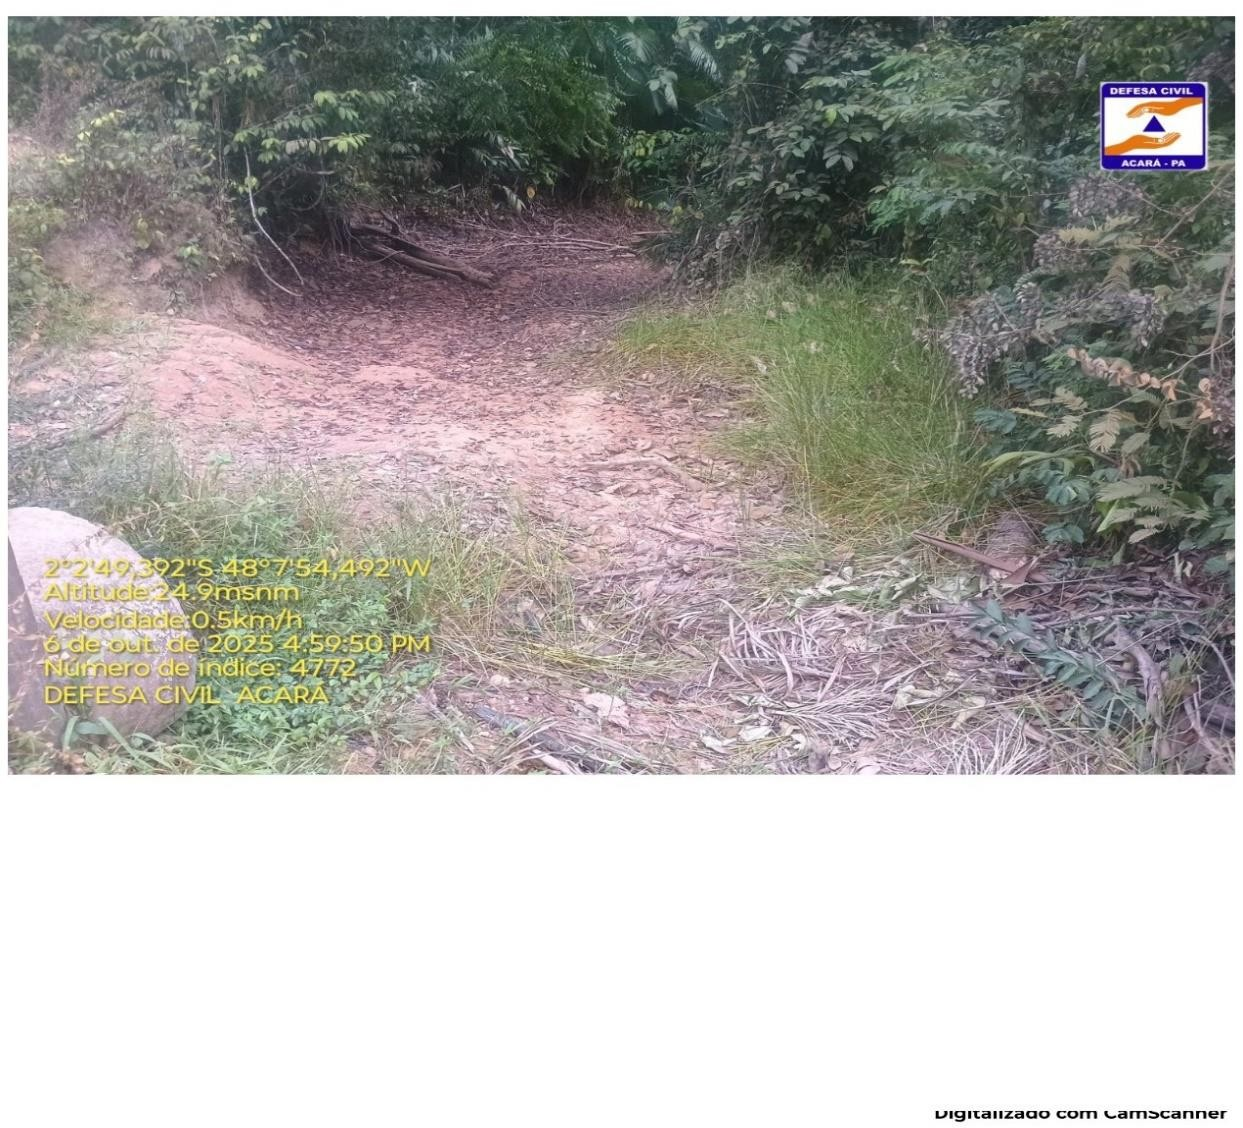 DEFESA CIVIL
ACARÁ - PA
2°2'49,392"S 48°7'54,492"W
Altitude:24.9msnm
Velocidade:0.5km/h
6 de out. de 2025 4:59:50 PM
Número de índice: 4772
DEFESA CIVIL ACARÁ
Digitalizado com CamScanner